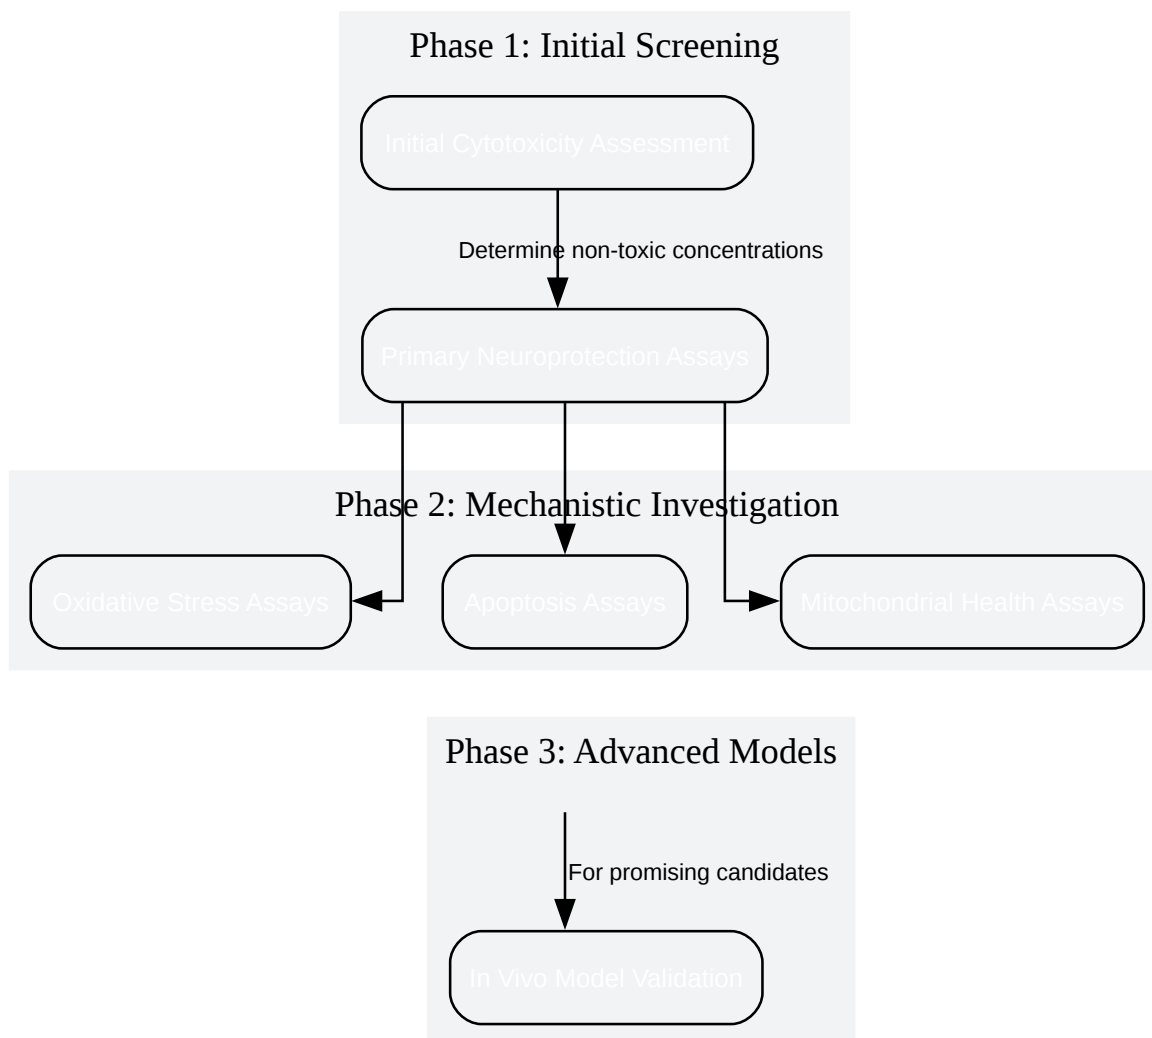 Phase 1: Initial Screening
Initial Cytotoxicity Assessment
Determine non-toxic concentrations
Primary Neuroprotection Assays
Phase 2: Mechanistic Investigation
Oxidative Stress Assays
Apoptosis Assays
Mitochondrial Health Assays
Phase 3: Advanced Models
For promising candidates
In Vivo Model Validation